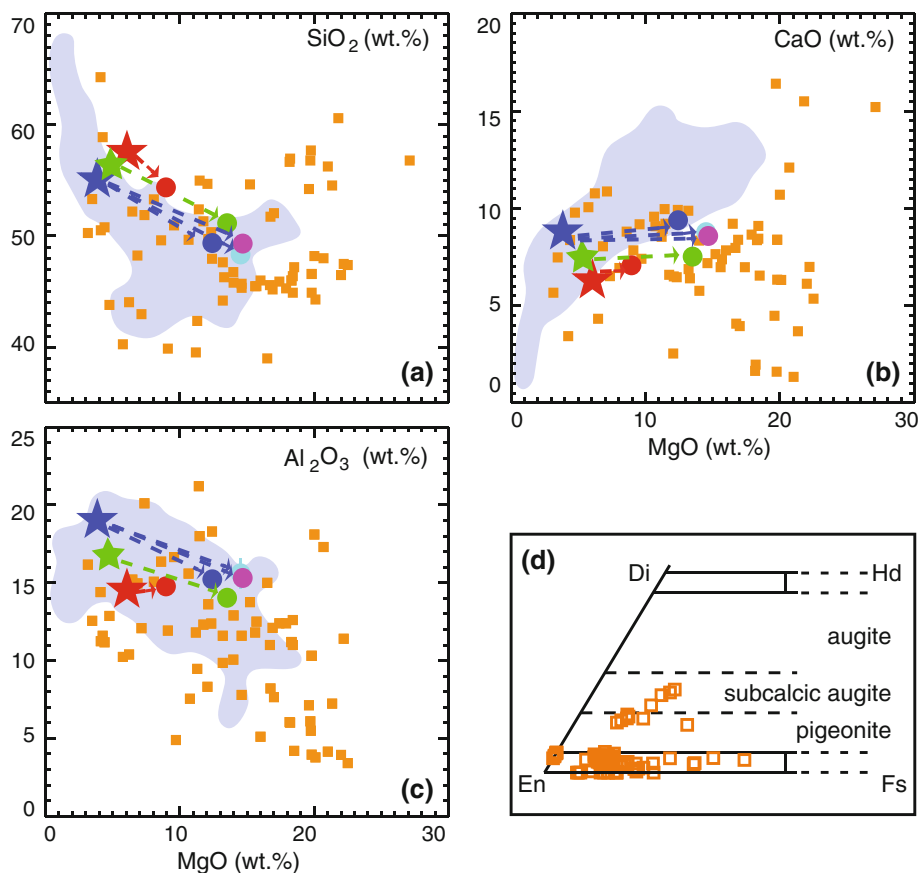 (a) SiO2 (wt.%)
70
60
50
40
20
15
10
5
0
CaO (wt.%)
(b)
0 10 20 30
MgO (wt.%)
25
20
15
10
5
0
Al2O3 (wt.%)
(c)
0 10 20 30
MgO (wt.%)
(d)
Di Hd
augite
subcalcic augite
pigeonite
En Fs